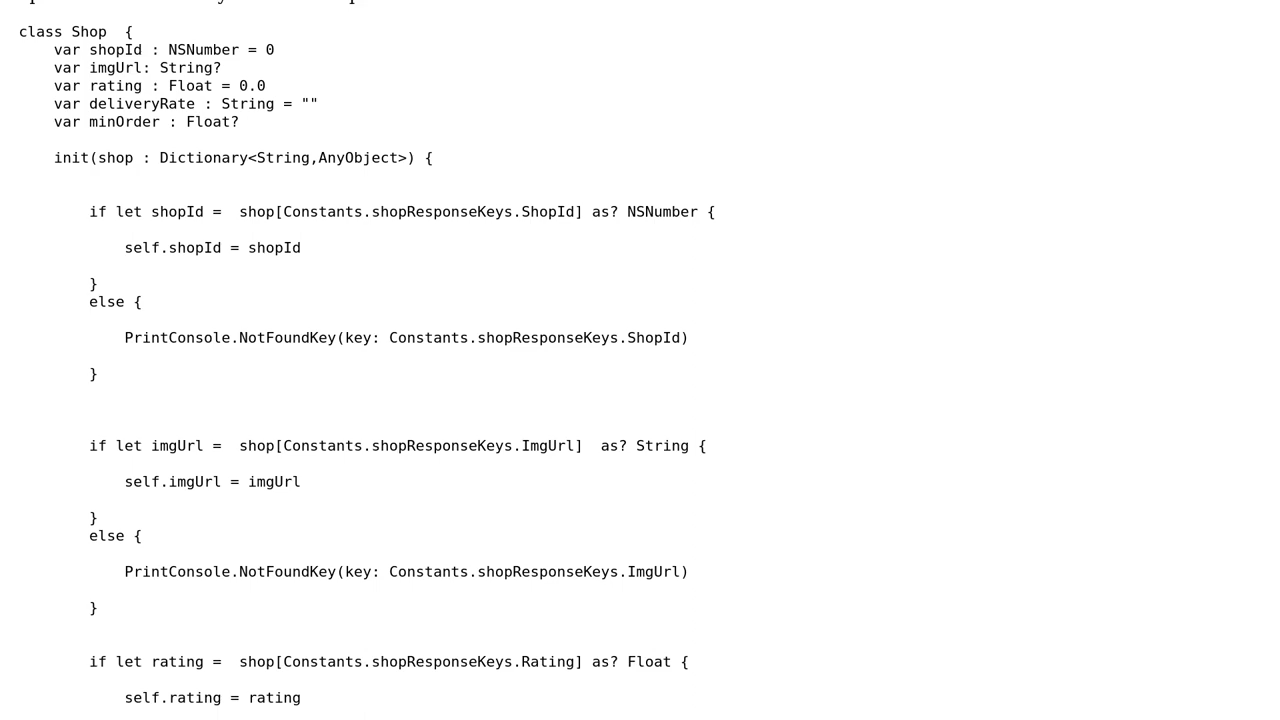 class Shop  {
    var shopId : NSNumber = 0
    var imgUrl: String?
    var rating : Float = 0.0
    var deliveryRate : String = ""
    var minOrder : Float?
    init(shop : Dictionary<String,AnyObject>) {
        if let shopId =  shop[Constants.shopResponseKeys.ShopId] as? NSNumber {
            self.shopId = shopId
        }
        else {
            PrintConsole.NotFoundKey(key: Constants.shopResponseKeys.ShopId)
        }
        if let imgUrl =  shop[Constants.shopResponseKeys.ImgUrl]  as? String {
            self.imgUrl = imgUrl
        }
        else {
            PrintConsole.NotFoundKey(key: Constants.shopResponseKeys.ImgUrl)
        }
        if let rating =  shop[Constants.shopResponseKeys.Rating] as? Float {
            self.rating = rating